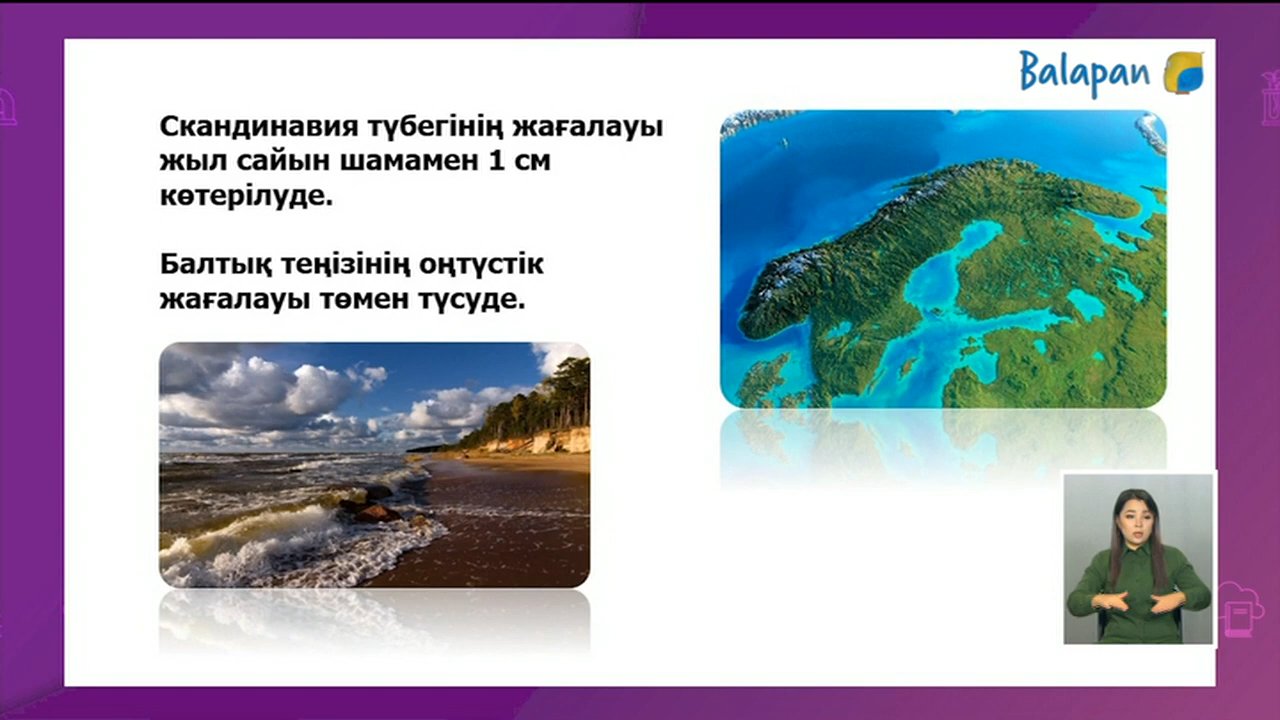 Balapan
Скандинавия түбегінің жағалауы
жыл сайын шамамен 1 см
көтерілуде.
Балтық теңізінің оңтүстік
жағалауы төмен түсуде.